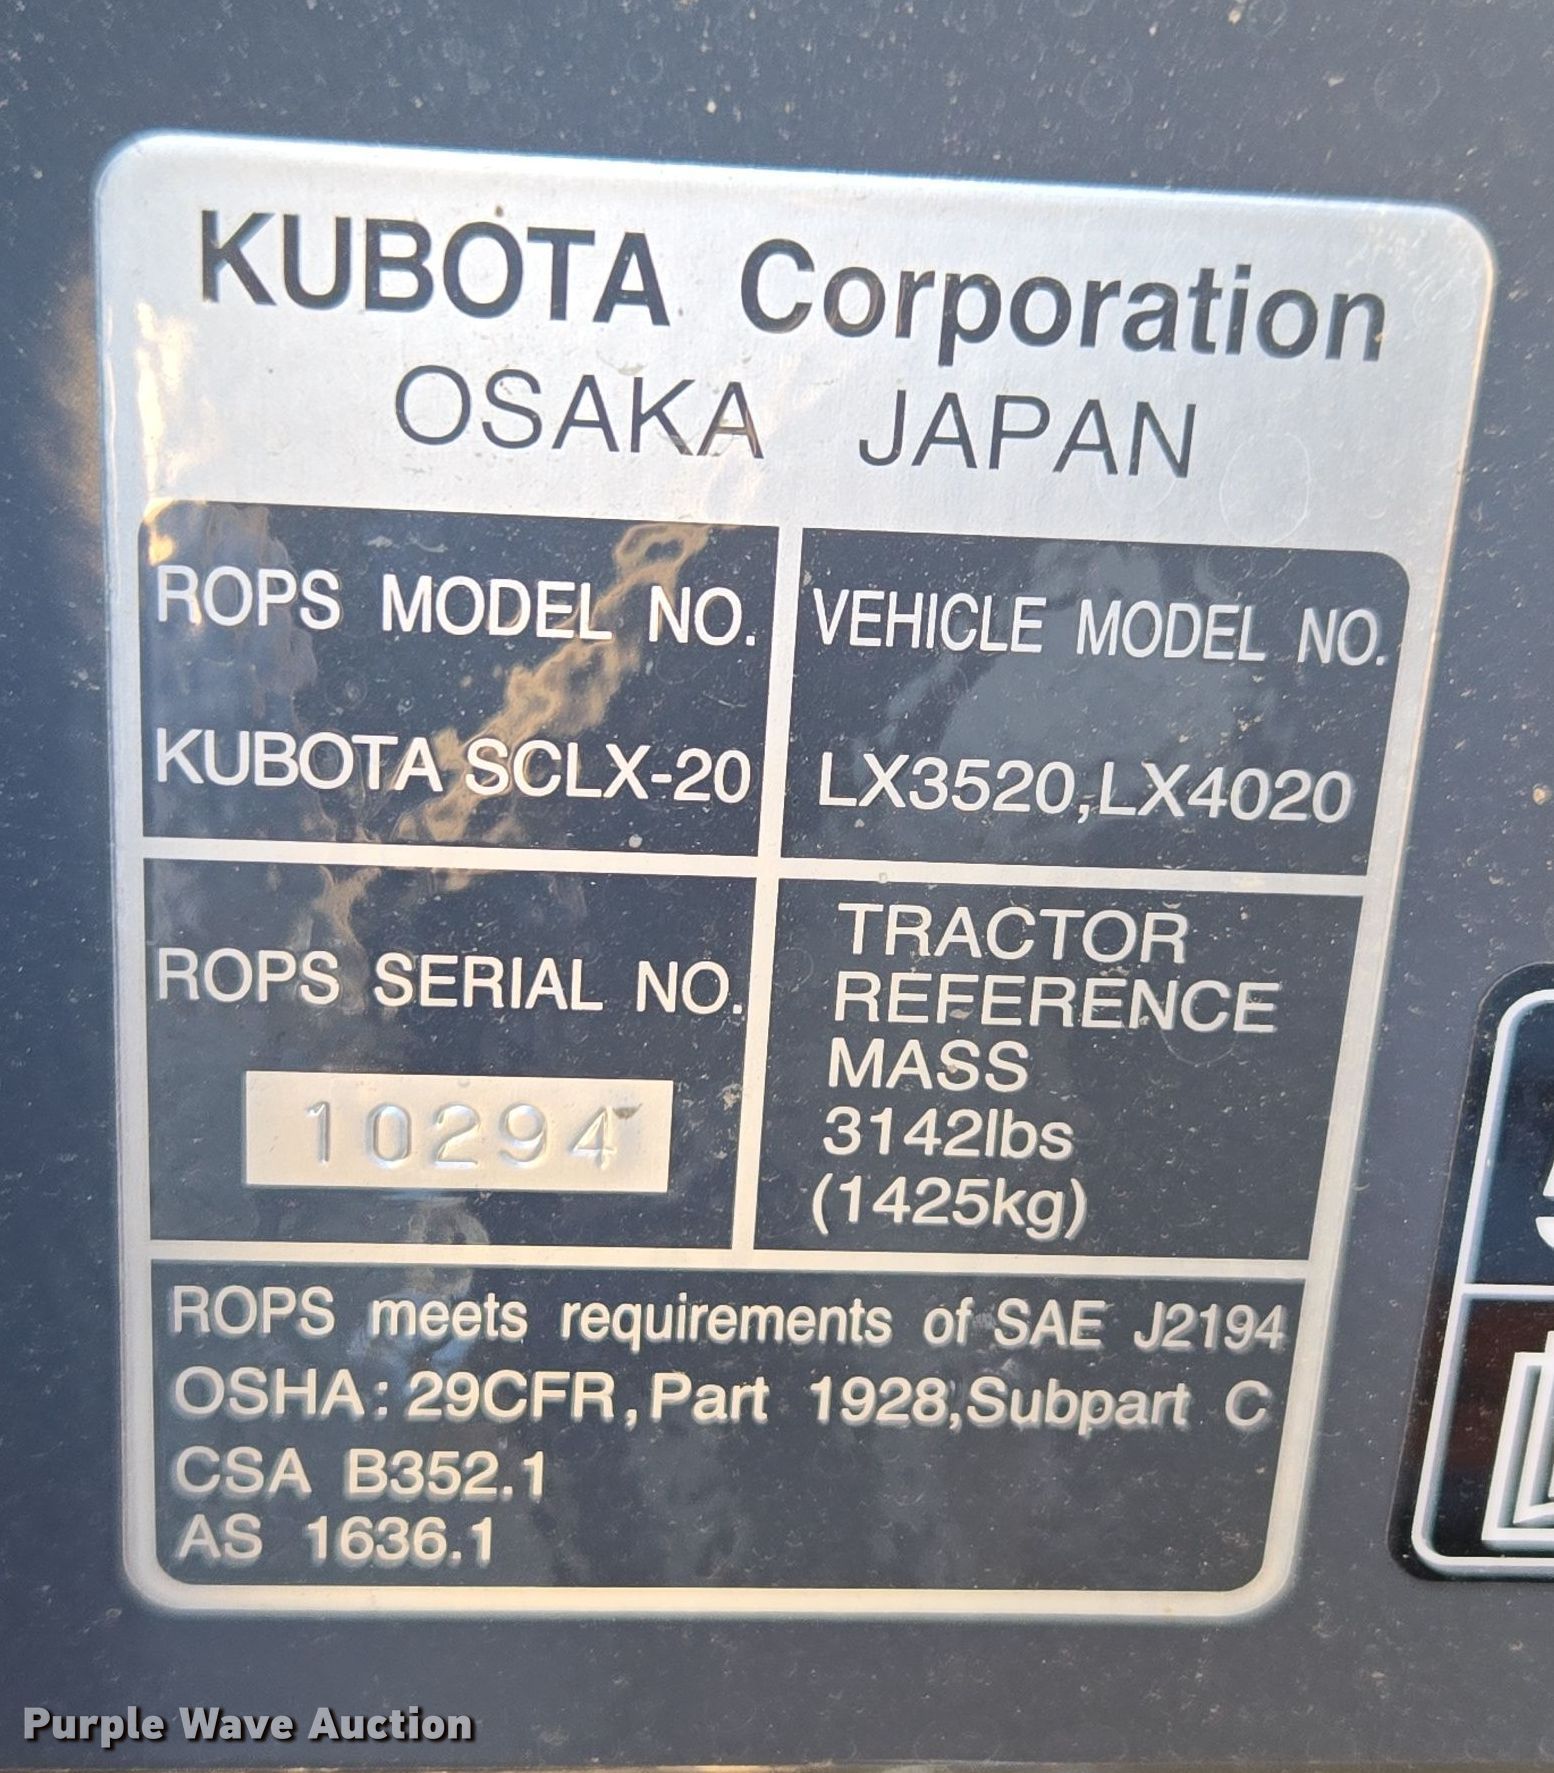 KUBOTA Corporation
OSAKA JAPAN
ROPS MODEL NO.
KUBOTA SCLX-20
VEHICLE MODEL NO.
LX3520,LX4020
ROPS SERIAL NO.
10294
TRACTOR
REFERENCE
MASS
3142lbs
(1425kg)
ROPS meets requirements of SAE J2194
OSHA: 29CFR, Part 1928,Subpart C
CSA B352.1
AS 1636.1
Purple Wave Auction